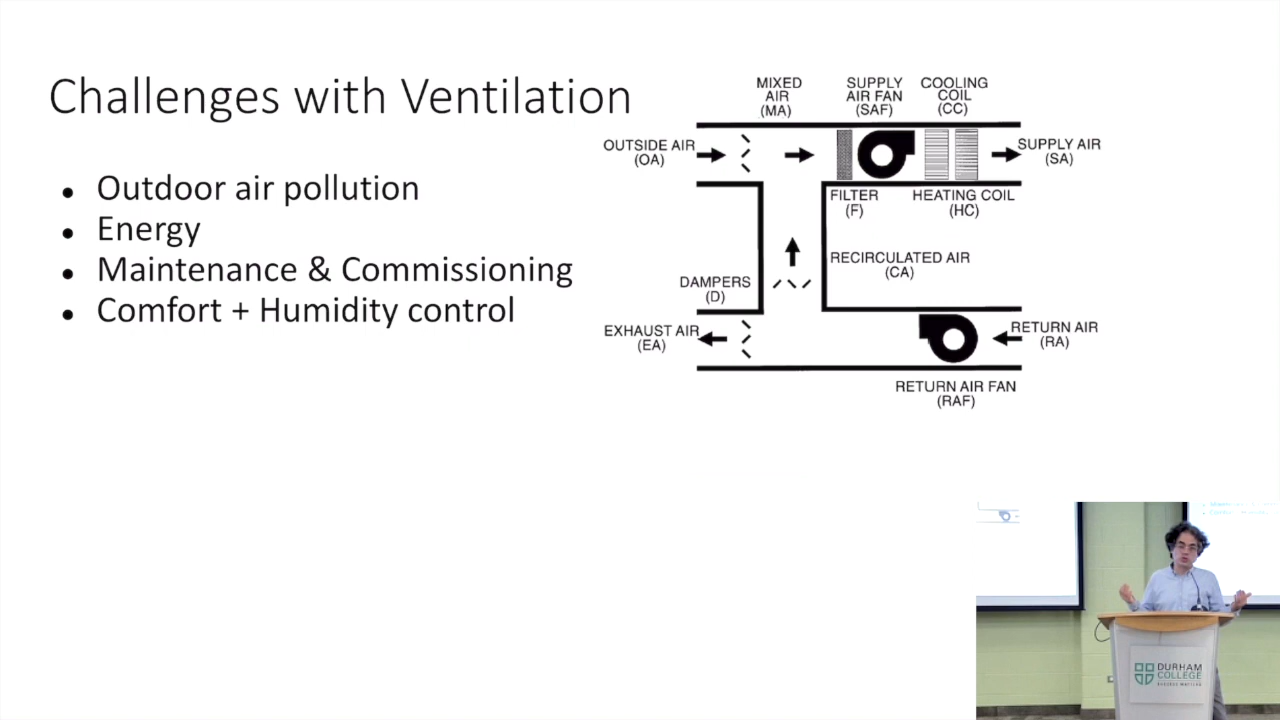 Challenges with Ventilation
• Outdoor air pollution
• Energy
• Maintenance & Commissioning
• Comfort + Humidity control
MIXED
AIR
(MA)
SUPPLY
AIR FAN
(SAF)
COOLING
COIL
(CC)
OUTSIDE AIR
(OA)
SUPPLY AIR
(SA)
FILTER
(F)
HEATING COIL
(HC)
RECIRCULATED AIR
(CA)
DAMPERS
(D)
EXHAUST AIR
(EA)
RETURN AIR
(RA)
RETURN AIR FAN
(RAF)
DURHAM
COLLEGE
SUCCESS MATTERS